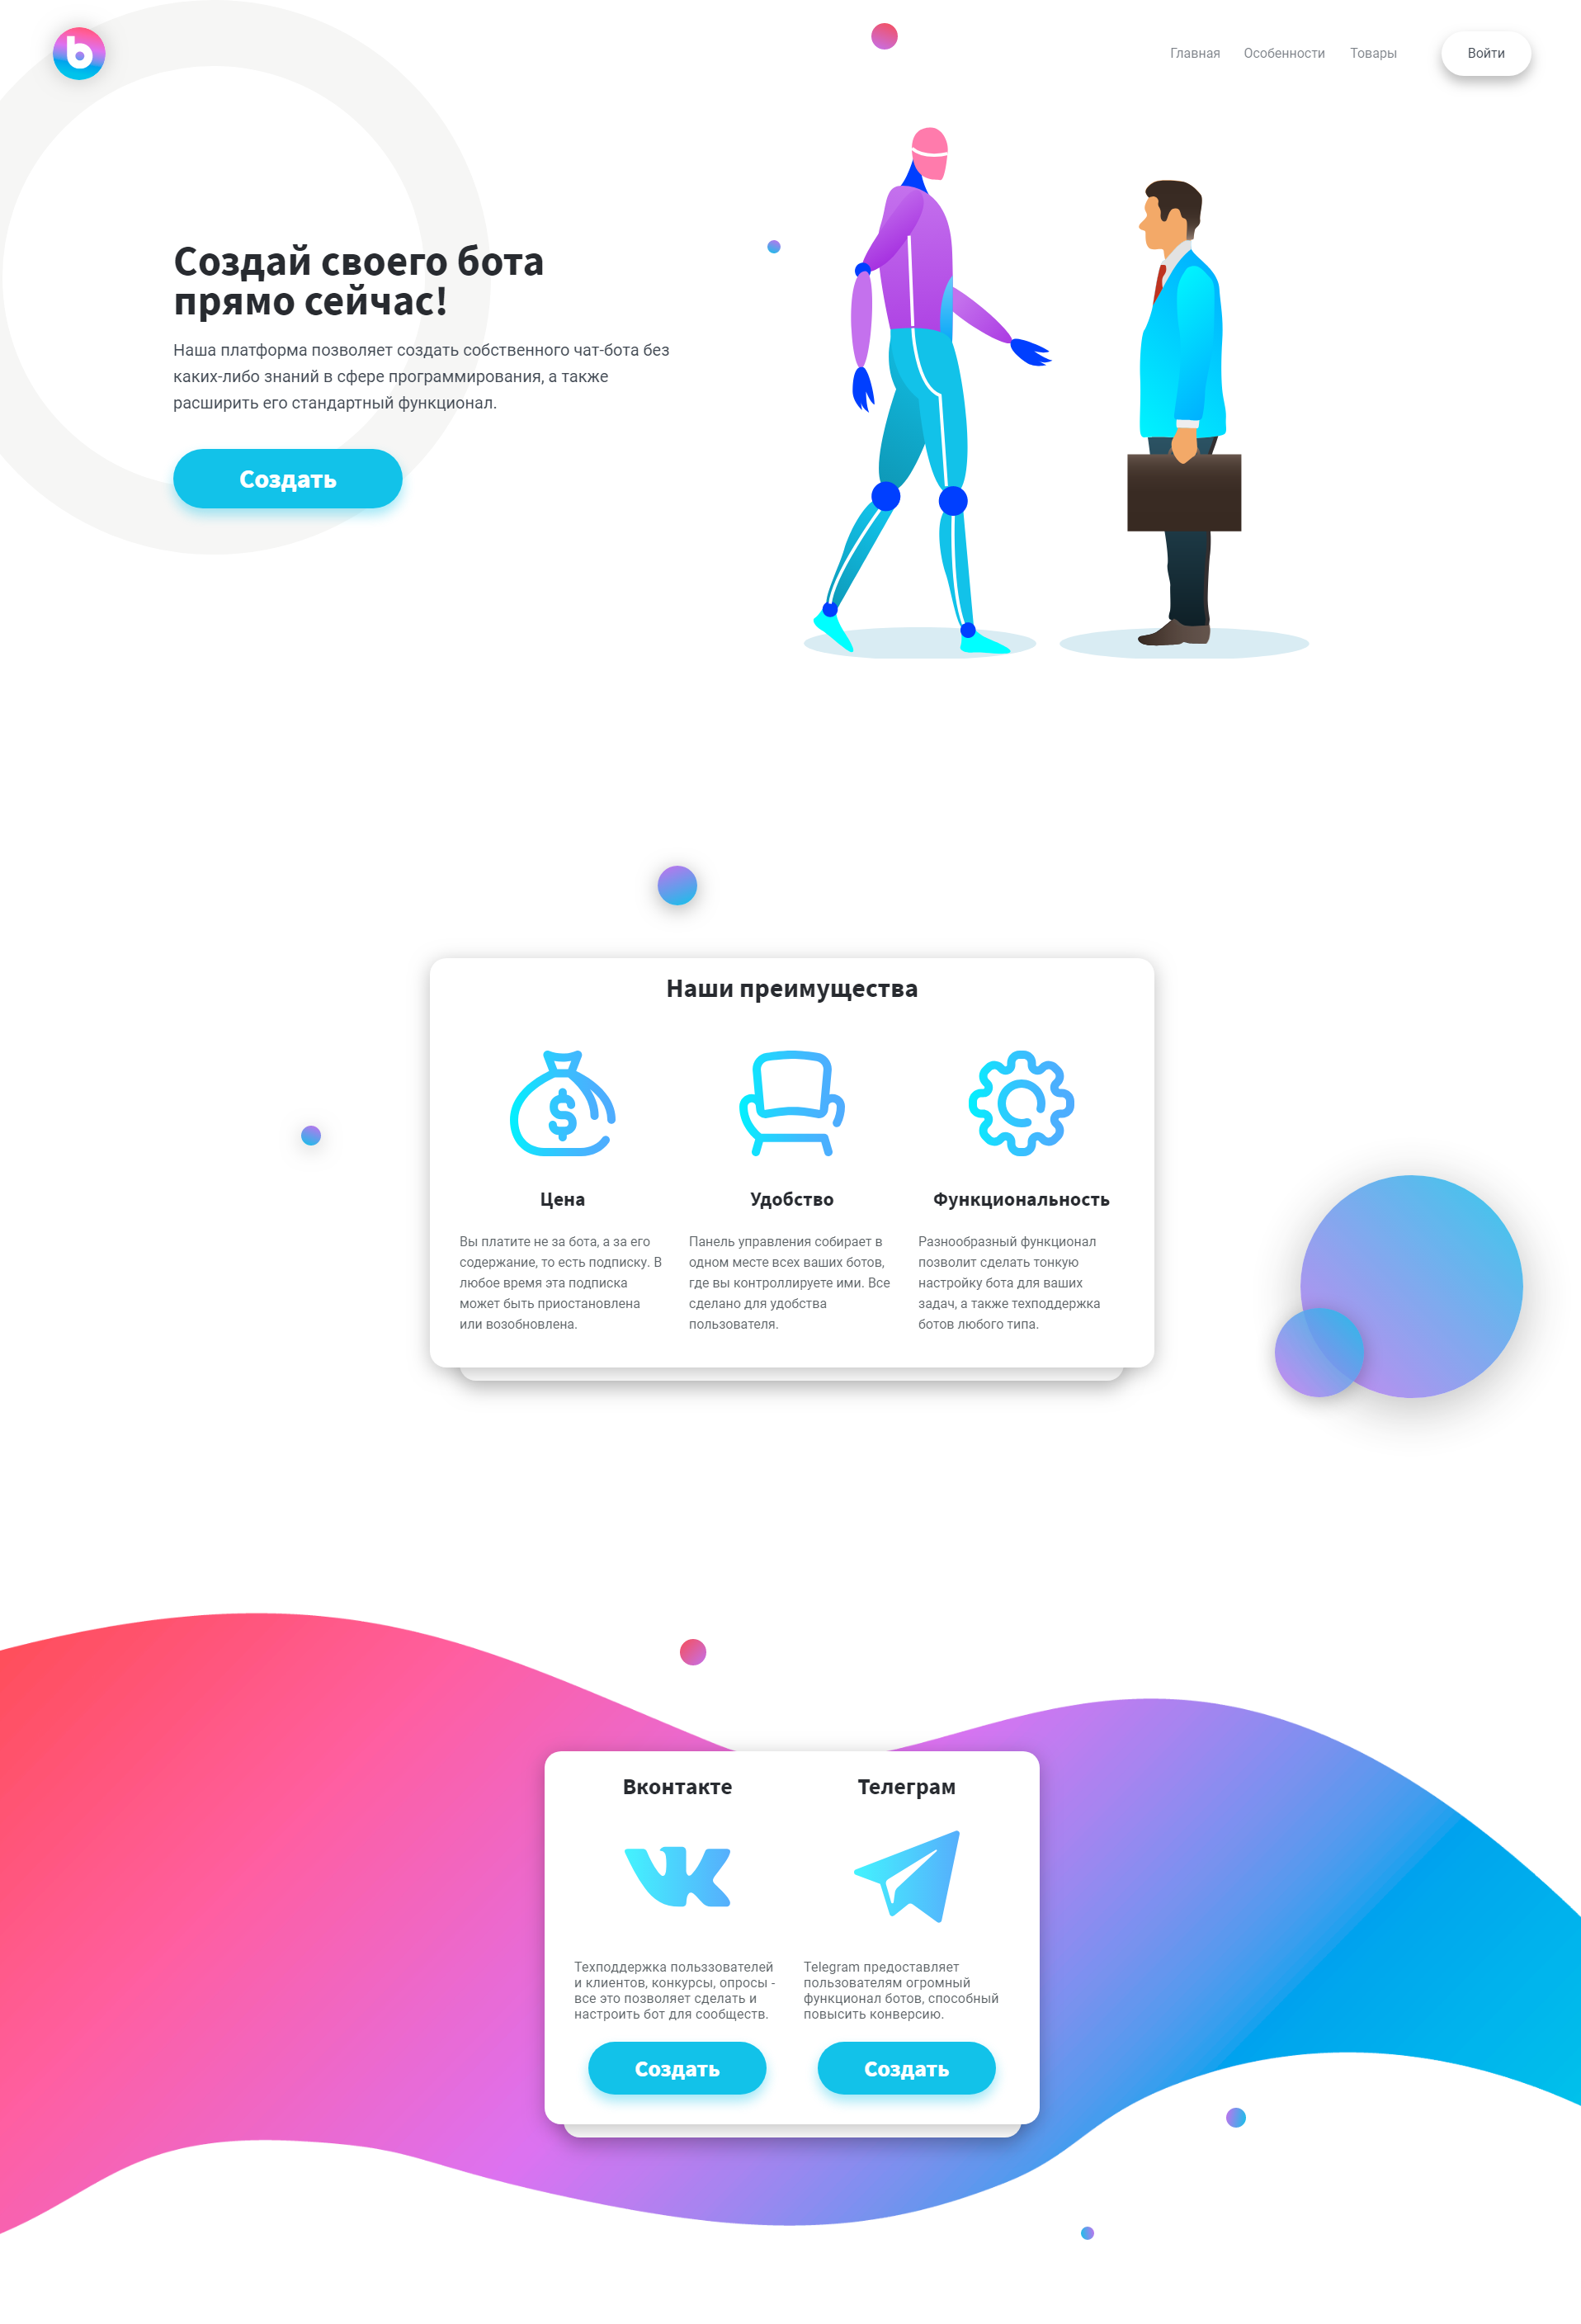 b
Главная Особенности Товары Войти
Создай своего бота
прямо сейчас!
Наша платформа позволяет создать собственного чат-бота без
каких-либо знаний в сфере программирования, а также
расширить его стандартный функционал.
Создать
Наши преимущества
$
Цена
Вы платите не за бота, а за его
содержание, то есть подписку. В
любое время эта подписка
может быть приостановлена
или возобновлена.
Удобство
Панель управления собирает в
одном месте всех ваших ботов,
где вы контроллируете ими. Все
сделано для удобства
пользователя.
Функциональность
Разнообразный функционал
позволит сделать тонкую
настройку бота для ваших
задач, а также техподдержка
ботов любого типа.
Вконтакте
Техподдержка польззователей
и клиентов, конкурсы, опросы -
все это позволяет сделать и
настроить бот для сообществ.
Создать
Телеграм
Telegram предоставляет
пользователям огромный
функционал ботов, способный
повысить конверсию.
Создать